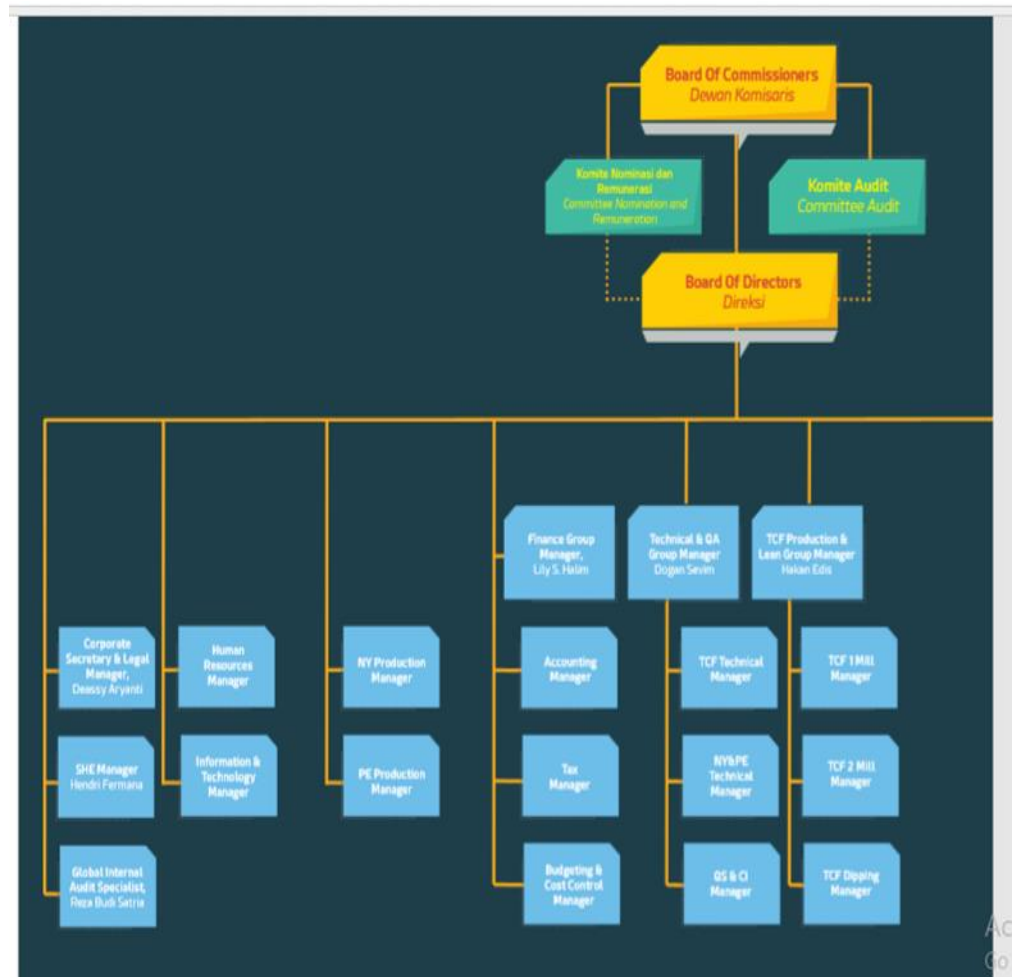 Board Of Commissioners
Dewan Komisaris
Komite Nominasi dan
Remunerasi
Committee Nomination and
Remuneration
Komite Audit
Committee Audit
Board Of Directors
Direksi
Finance Group
Manager,
Lily S. Halim
Technical & QA
Group Manager
Dogan Sevim
TCF Production &
Lean Group Manager
Hakan Edis
Corporate
Secretary & Legal
Manager,
Deassy Aryanti
Human
Resources
Manager
NY Production
Manager
Accounting
Manager
TCF Technical
Manager
TCF 1 Mill
Manager
SHE Manager
Hendri Fermana
Information &
Technology
Manager
PE Production
Manager
Tax
Manager
NY&PE
Technical
Manager
TCF 2 Mill
Manager
Global Internal
Audit Specialist,
Reza Budi Satria
Budgeting &
Cost Control
Manager
QS & CI
Manager
TCF Dipping
Manager
Go